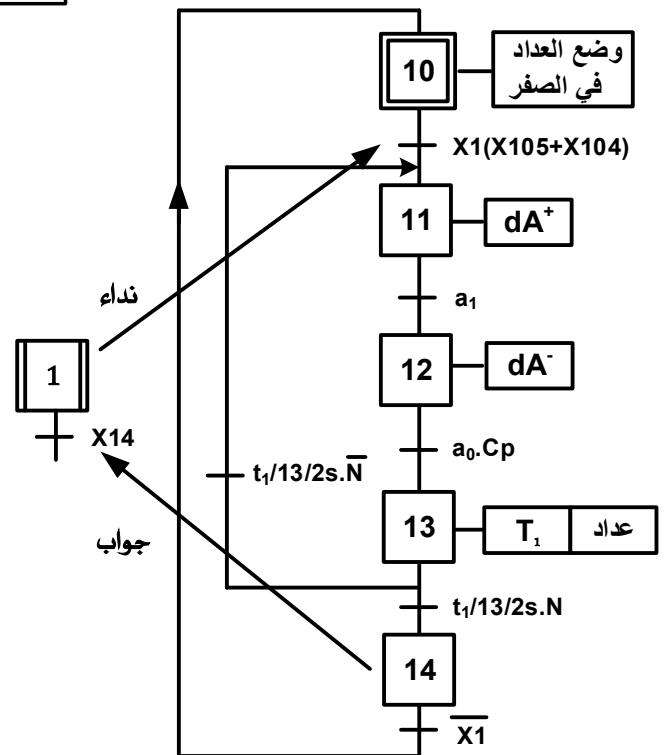 10
وضع العداد
في الصفر
X1(X105+X104)
11
dA⁺
نداء
a₁
1
12
dA⁻
X14
a₀.Cp
t₁/13/2s.N̅
13
T₁
عداد
جواب
t₁/13/2s.N
14
X̅1̅